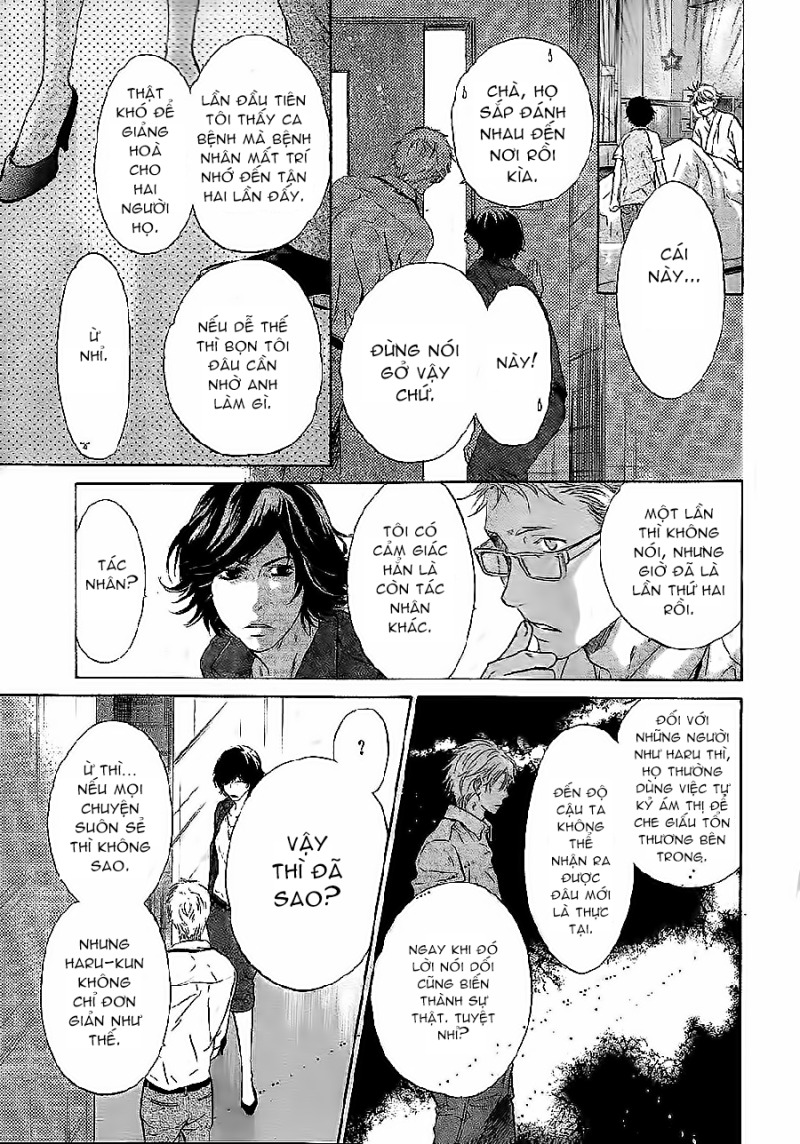 CÁI
NÀY...
CHÀ, HỌ
SẮP ĐÁNH
NHAU ĐẾN
NƠI RỒI
KÌA.
NÀY!
ĐỪNG NÓI
GỞ VẬY
CHỨ.
LẦN ĐẦU TIÊN
TÔI THẤY CA
BỆNH MÀ BỆNH
NHÂN MẤT TRÍ
NHỚ ĐẾN TẬN
HAI LẦN ĐẤY.
THẬT
KHÓ ĐỂ
GIẢNG
HOÀ
CHO
HAI
NGƯỜI
HỌ.
NẾU DỄ THẾ
THÌ BỌN TÔI
ĐÂU CẦN
NHỜ ANH
LÀM GÌ.
Ừ
NHỈ.
MỘT LẦN
THÌ KHÔNG
NÓI, NHƯNG
GIỜ ĐÃ LÀ
LẦN THỨ HAI
RỒI.
TÔI CÓ
CẢM GIÁC
HẲN LÀ
CÒN TÁC
NHÂN
KHÁC.
TÁC
NHÂN?
ĐỐI VỚI
NHỮNG NGƯỜI
NHƯ HARU THÌ,
HỌ THƯỜNG
DÙNG VIỆC TỰ
KỶ ÁM THỊ ĐỂ
CHE GIẤU TỔN
THƯƠNG BÊN
TRONG.
ĐẾN ĐỘ
CẬU TA
KHÔNG THỂ
NHẬN RA
ĐƯỢC
ĐÂU MỚI
LÀ THỰC
TẠI.
NGAY KHI ĐÓ
LỜI NÓI DỐI
CŨNG BIẾN
THÀNH SỰ
THẬT. TUYỆT
NHỈ?
?
VẬY
THÌ ĐÃ
SAO?
Ừ THÌ...
NẾU MỌI
CHUYỆN
SUÔN SẺ
THÌ KHÔNG
SAO.
NHƯNG
HARU-KUN
KHÔNG
CHỈ ĐƠN
GIẢN NHƯ
THẾ.